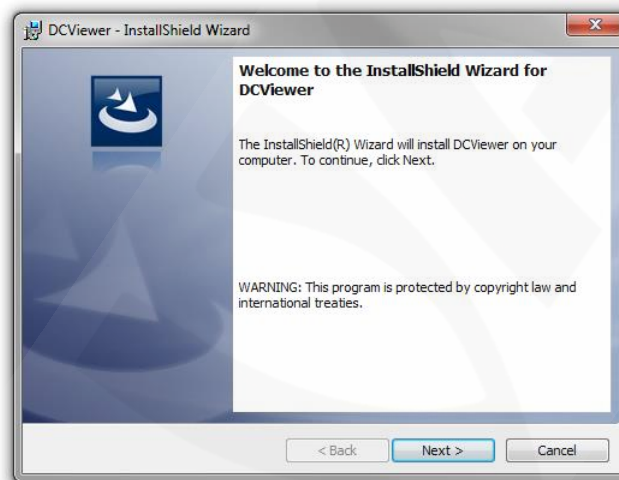 DCViewer - InstallShield Wizard
Welcome to the InstallShield Wizard for
DCViewer
The InstallShield(R) Wizard will install DCViewer on your
computer. To continue, click Next.
WARNING: This program is protected by copyright law and
international treaties.
< Back
Next >
Cancel